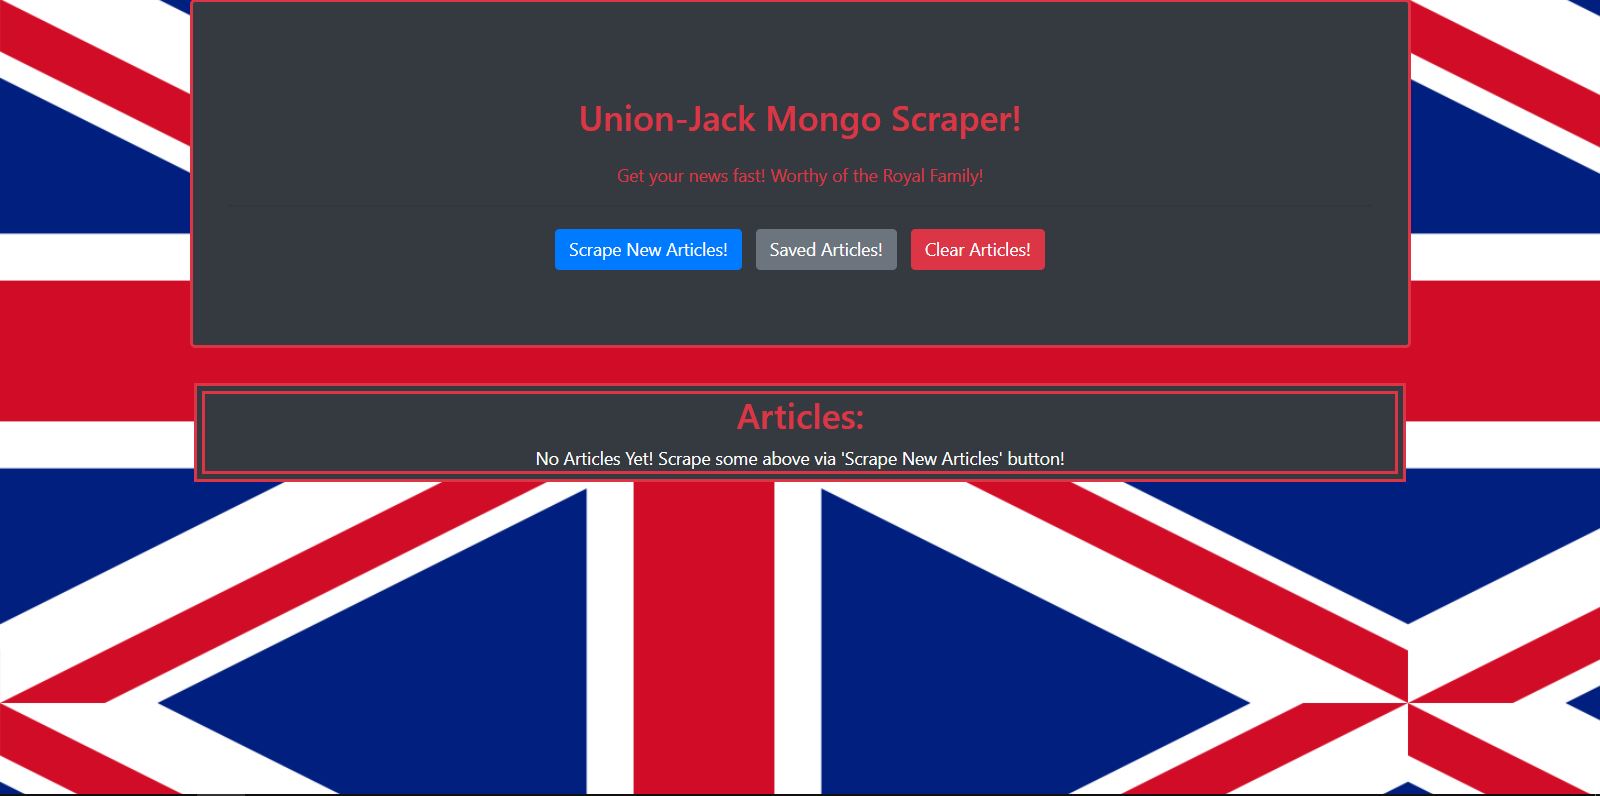 Union-Jack Mongo Scraper!
Get your news fast! Worthy of the Royal Family!
Scrape New Articles! Saved Articles! Clear Articles!
Articles:
No Articles Yet! Scrape some above via 'Scrape New Articles' button!